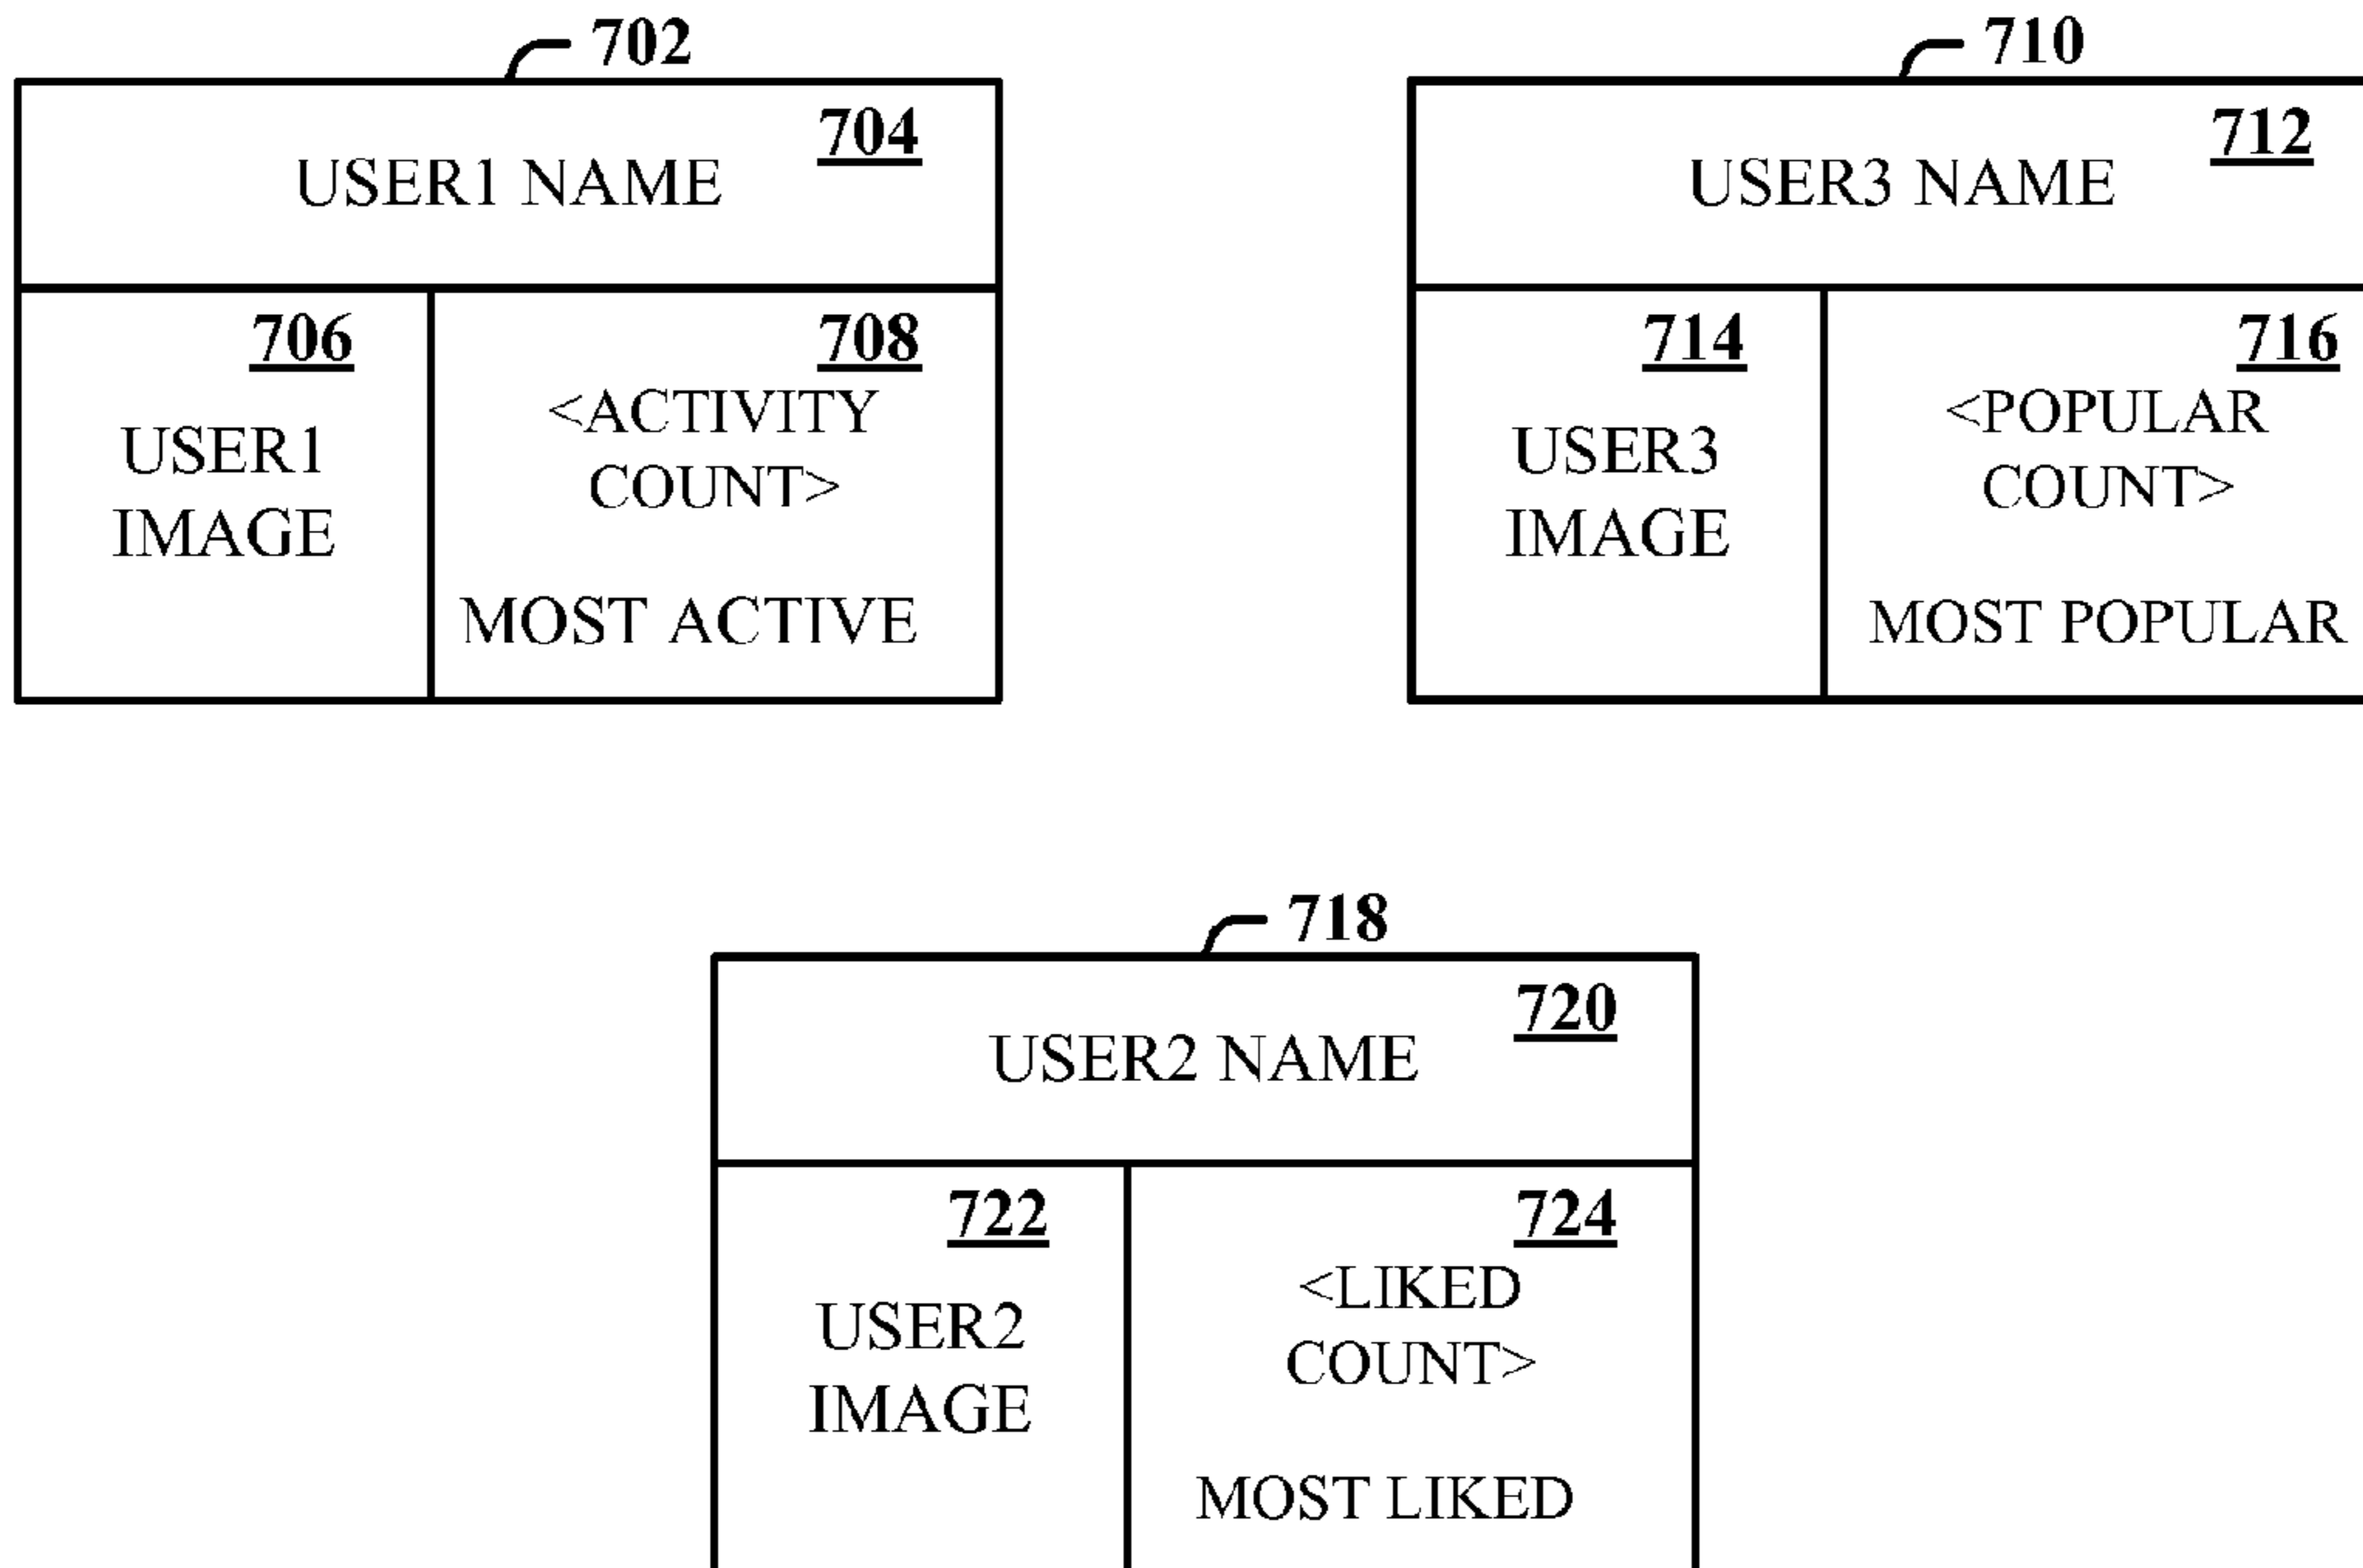 702
704
USER1 NAME
706
USER1
IMAGE
708
<ACTIVITY
COUNT>
MOST ACTIVE
710
712
USER3 NAME
714
USER3
IMAGE
716
<POPULAR
COUNT>
MOST POPULAR
718
720
USER2 NAME
722
USER2
IMAGE
724
<LIKED
COUNT>
MOST LIKED